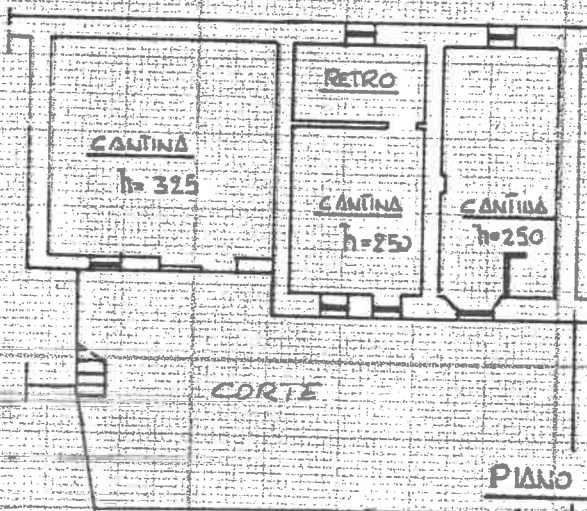 RETRO
CANTINA
h= 325
CANTINA
h=250
CANTINA
h=250
CORTE
PIANO